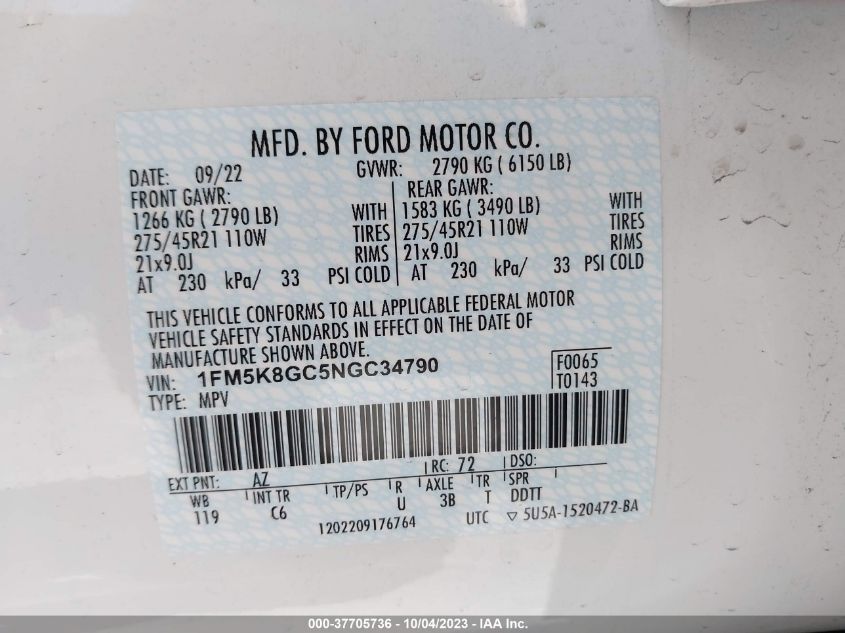 MFD. BY FORD MOTOR CO.
DATE: 09/22 GVWR: 2790 KG ( 6150 LB)
FRONT GAWR: REAR GAWR:
1266 KG ( 2790 LB) WITH 1583 KG ( 3490 LB) WITH
275/45R21 110W TIRES 275/45R21 110W TIRES
21x9.0J RIMS 21x9.0J RIMS
AT 230 kPa/ 33 PSI COLD AT 230 kPa/ 33 PSI COLD
THIS VEHICLE CONFORMS TO ALL APPLICABLE FEDERAL MOTOR
VEHICLE SAFETY STANDARDS IN EFFECT ON THE DATE OF
MANUFACTURE SHOWN ABOVE.
VIN: 1FM5K8GC5NGC34790 F0065
TYPE: MPV T0143
EXT PNT: AZ RC: 72 DSO:
WB INT TR TP/PS R AXLE TR SPR
119 C6 U 3B T DDTT
1202209176764 UTC ▽ 5U5A-1520472-BA
000-37705736 - 10/04/2023 - IAA Inc.